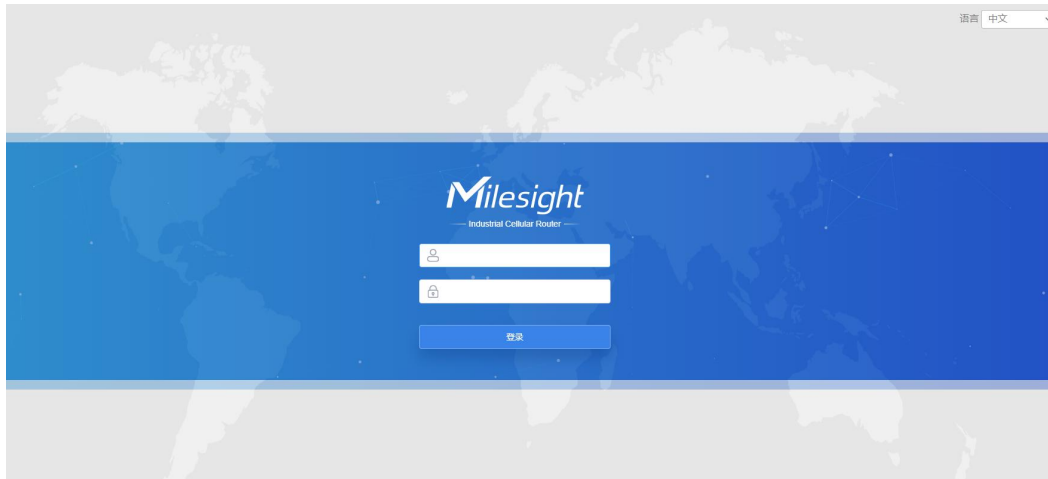 语言 中文
Milesight
Industrial Cellular Router
登录